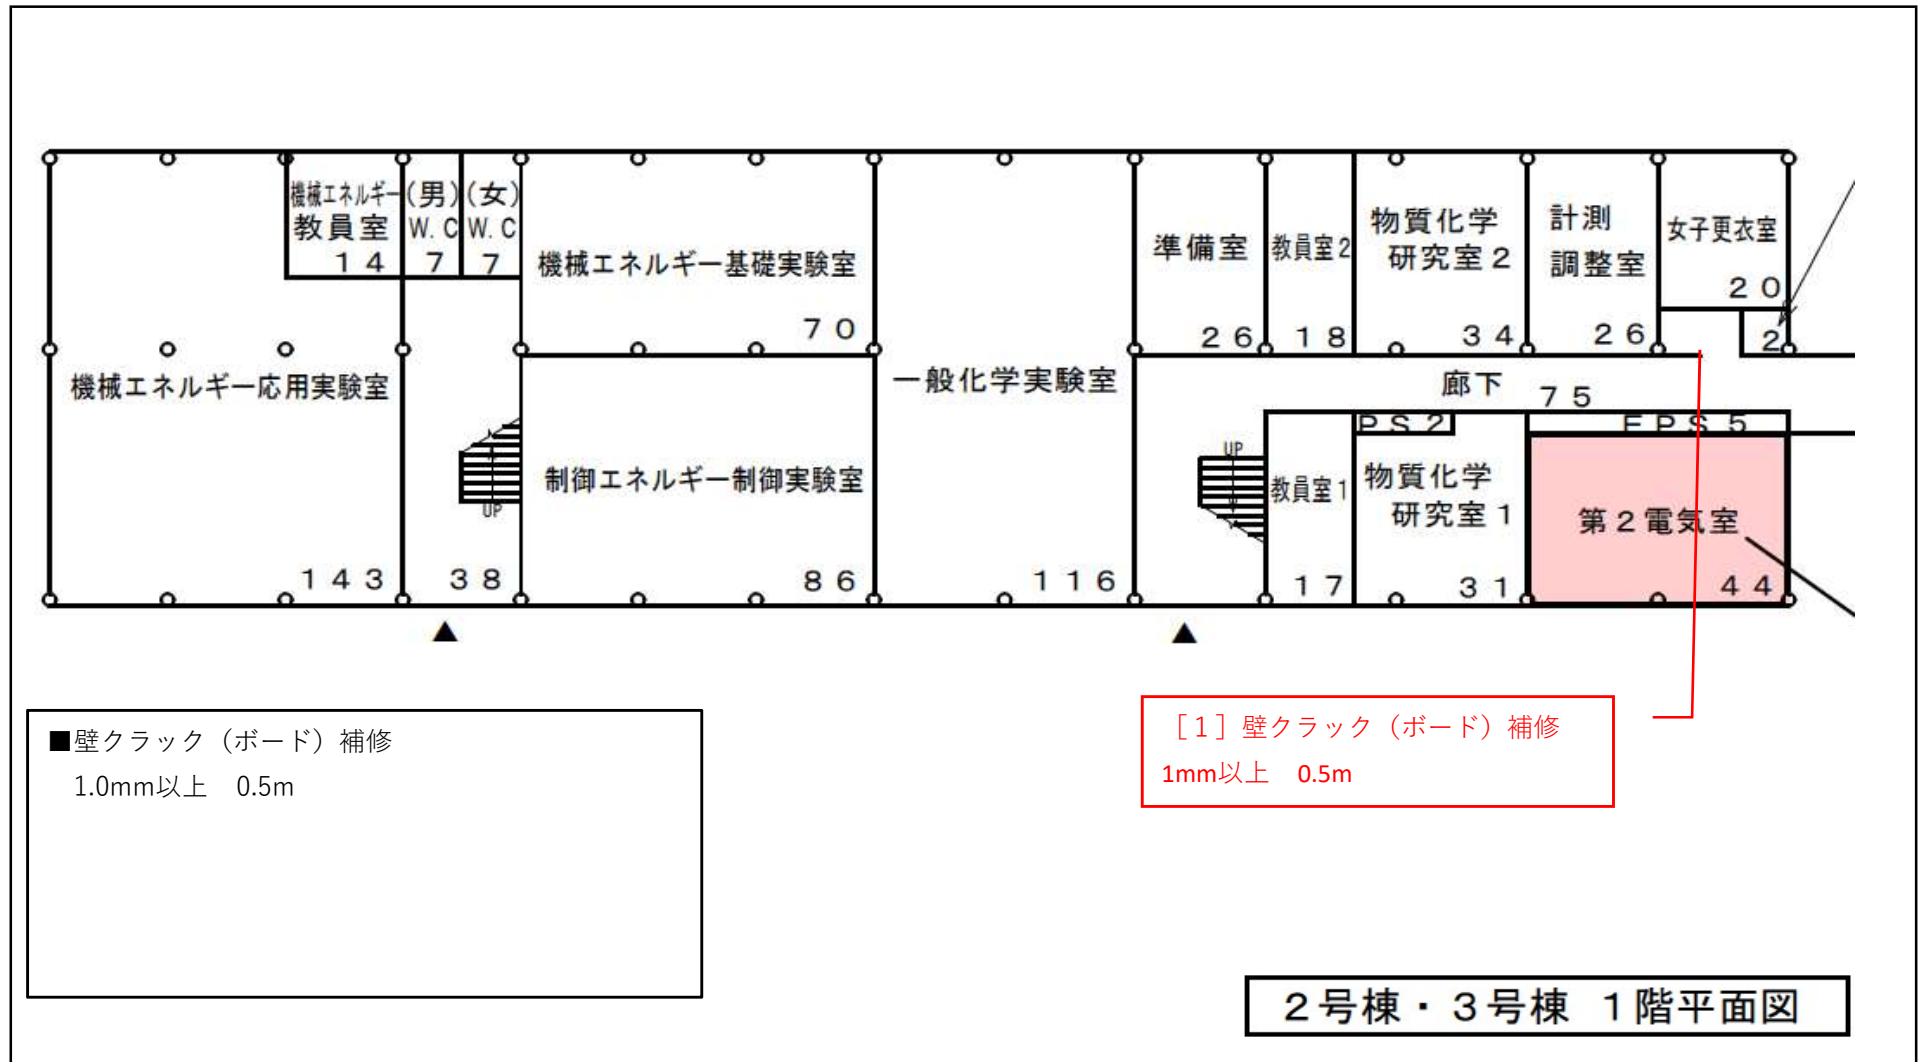 機械エネルギー
教員室
14
(男)
W.C
7
(女)
W.C
7
機械エネルギー基礎実験室
70
準備室
26
教員室2
18
物質化学
研究室2
34
計測
調整室
26
女子更衣室
20
2
機械エネルギー応用実験室
143
38
UP
制御エネルギー制御実験室
86
一般化学実験室
116
廊下
75
UP
教員室1
17
PS2
物質化学
研究室1
31
EPS5
第2電気室
44
▲
▲
■壁クラック（ボード）補修
1.0mm以上　0.5m
［１］壁クラック（ボード）補修
1mm以上　0.5m
２号棟・３号棟 １階平面図